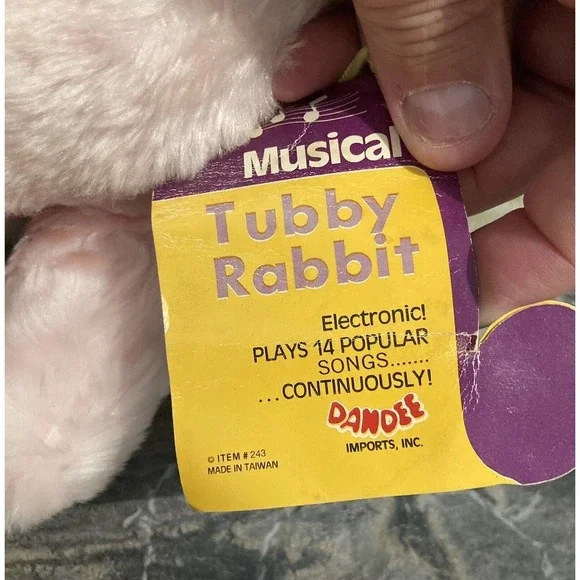 Musical
Tubby
Rabbit
Electronic!
PLAYS 14 POPULAR
SONGS.......
...CONTINUOUSLY!
DANDEE
IMPORTS, INC.
© ITEM # 243
MADE IN TAIWAN